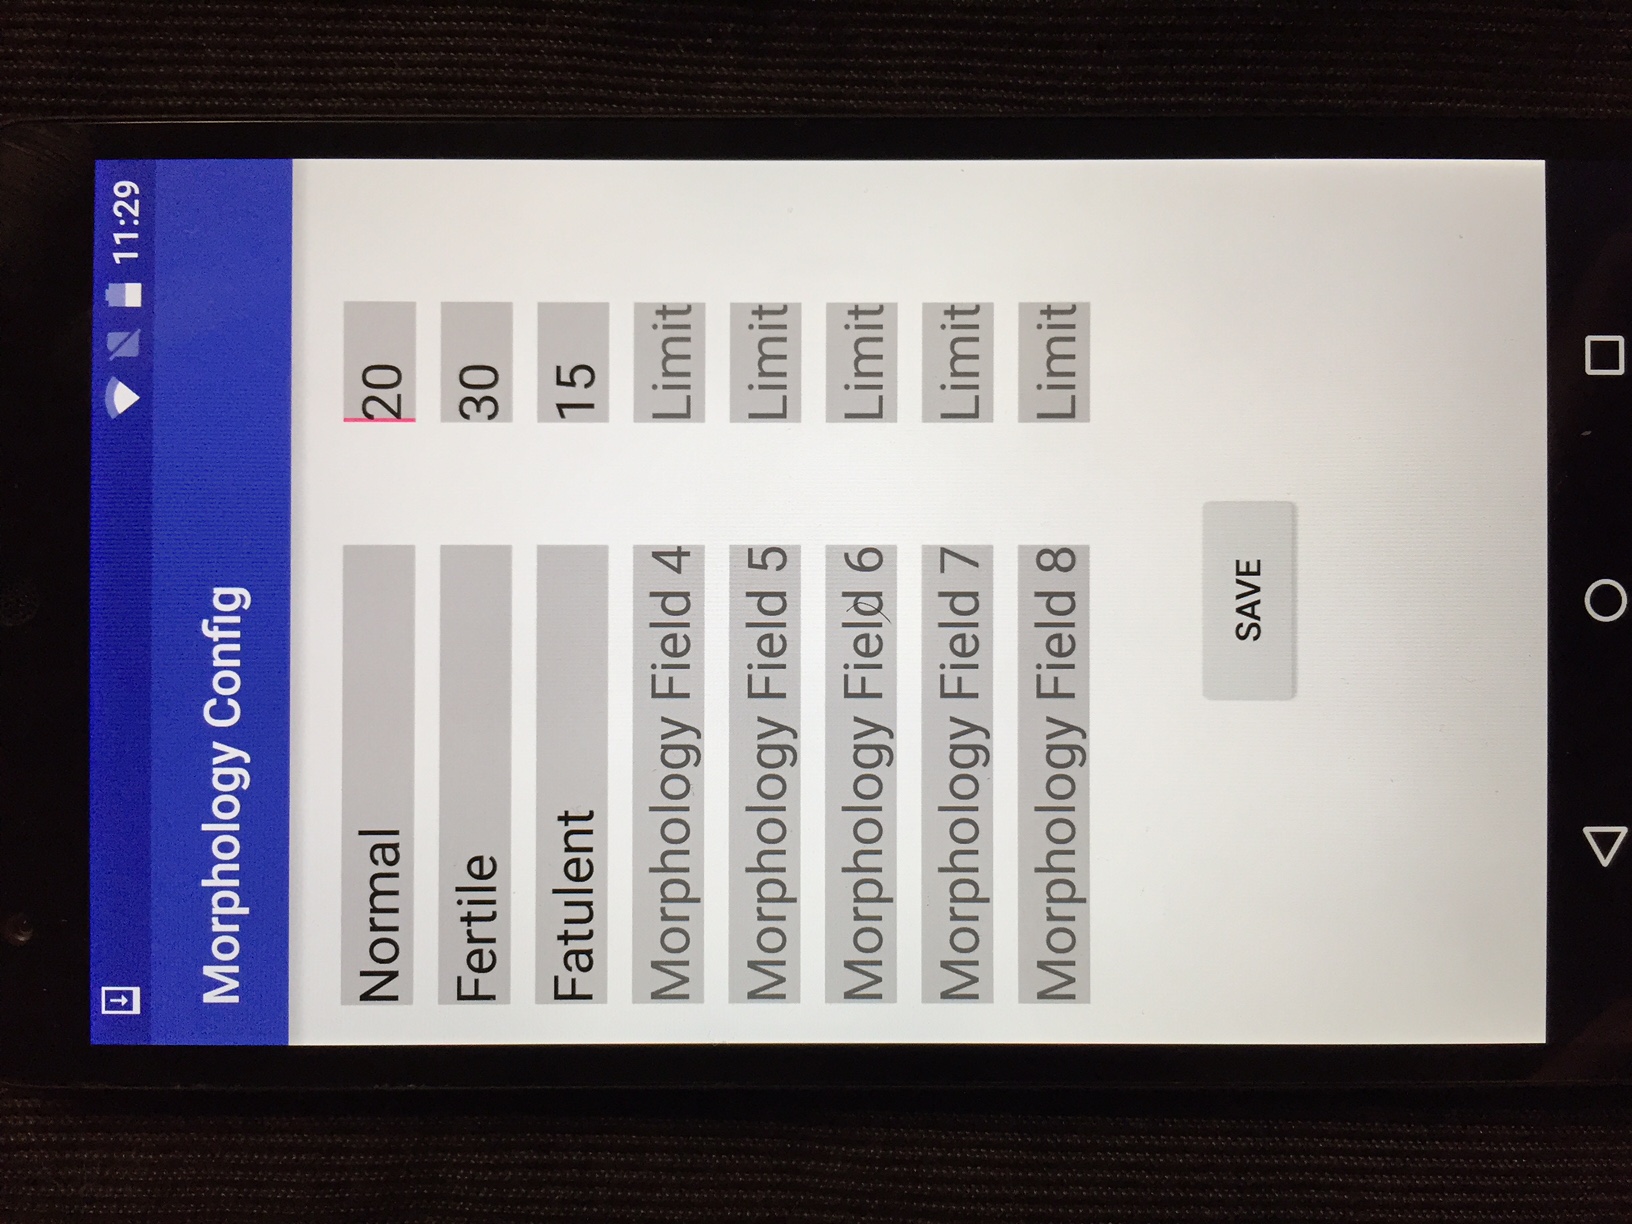 11:29
Morphology Config
Normal 20
Fertile 30
Fatulent 15
Morphology Field 4 Limit
Morphology Field 5 Limit
Morphology Field 6 Limit
Morphology Field 7 Limit
Morphology Field 8 Limit
SAVE